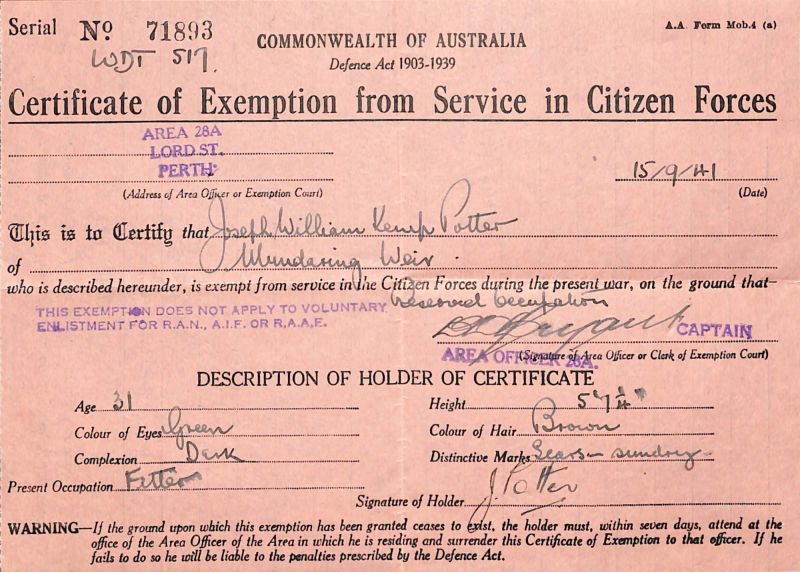 Serial No 71893
A.A. Form Mob.4 (a)
WDT 517.
COMMONWEALTH OF AUSTRALIA
Defence Act 1903-1939
Certificate of Exemption from Service in Citizen Forces
AREA 28A
LORD ST.
PERTH.
15/9/41
(Address of Area Officer or Exemption Court)
(Date)
This is to Certify that Joseph William Kemp Potter
of Mundaring Weir.
who is described hereunder, is exempt from service in the Citizen Forces during the present war, on the ground that—
Reserved Occupation
THIS EXEMPTION DOES NOT APPLY TO VOLUNTARY
ENLISTMENT FOR R.A.N., A.I.F. OR R.A.A.F.
Bryant CAPTAIN
AREA OFFICER 28A.
(Signature of Area Officer or Clerk of Exemption Court)
DESCRIPTION OF HOLDER OF CERTIFICATE
Age 31
Height 5'7
Colour of Eyes Green
Colour of Hair Brown
Complexion Dark
Distinctive Marks Scars - sundry
Present Occupation Fitter
Signature of Holder J. Potter
WARNING—If the ground upon which this exemption has been granted ceases to exist, the holder must, within seven days, attend at the
office of the Area Officer of the Area in which he is residing and surrender this Certificate of Exemption to that officer. If he
fails to do so he will be liable to the penalties prescribed by the Defence Act.